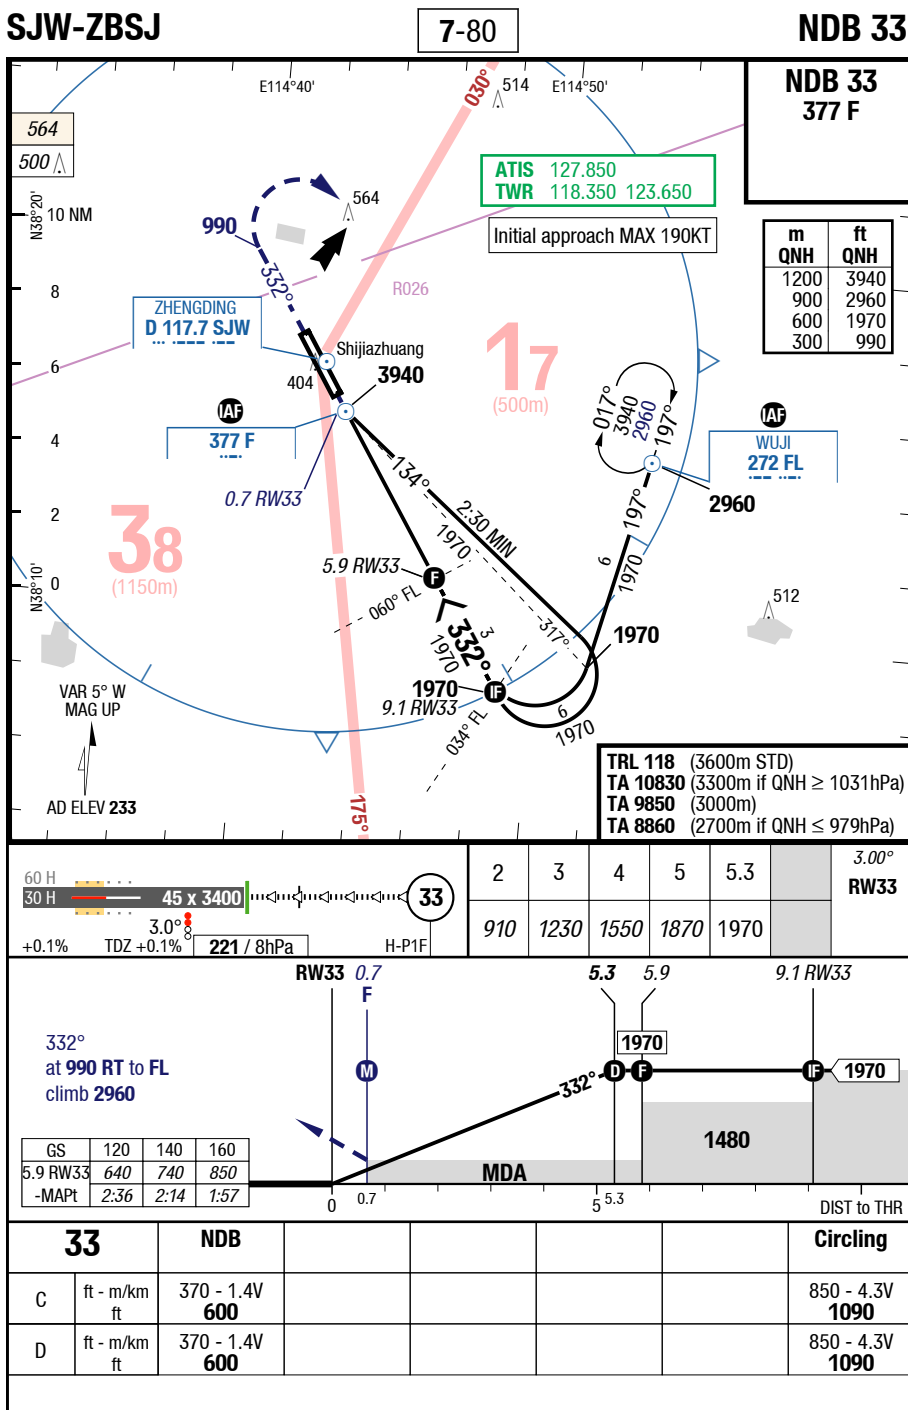 SJW-ZBSJ
7-80
NDB 33
NDB 33
377 F
E114°40'
E114°50'
030°
514
564
500
ATIS 127.850
TWR 118.350 123.650
Initial approach MAX 190KT
N38°20'
10 NM
8
6
4
2
0
N38°10'
564
990
332°
R026
m ft
QNH QNH
1200 3940
900 2960
600 1970
300 990
ZHENGDING
D 117.7 SJW
Shijiazhuang
404
3940
17
(500m)
IAF
377 F
0.7 RW33
017°
3940
2960
197°
IAF
WUJI
272 FL
2960
197°
6
1970
134°
2:30 MIN
1970
38
(1150m)
5.9 RW33
F
060° FL
332°
3
1970
317°
1970
512
1970
IF
9.1 RW33
034° FL
6
1970
VAR 5° W
MAG UP
AD ELEV 233
175°
TRL 118 (3600m STD)
TA 10830 (3300m if QNH ≥ 1031hPa)
TA 9850 (3000m)
TA 8860 (2700m if QNH ≤ 979hPa)
60 H
30 H
45 x 3400
33
3.0°
+0.1%
TDZ +0.1%
221 / 8hPa
H-P1F
2 3 4 5 5.3
910 1230 1550 1870 1970
3.00°
RW33
RW33 0.7 5.3 5.9 9.1 RW33
F
332°
at 990 RT to FL
climb 2960
M
332°
D
F
1970
IF
1970
1480
MDA
GS 120 140 160
5.9 RW33 640 740 850
-MAPt 2:36 2:14 1:57
0 0.7 5 5.3 DIST to THR
33 NDB Circling
C ft - m/km 370 - 1.4V 850 - 4.3V
ft 600 1090
D ft - m/km 370 - 1.4V 850 - 4.3V
ft 600 1090